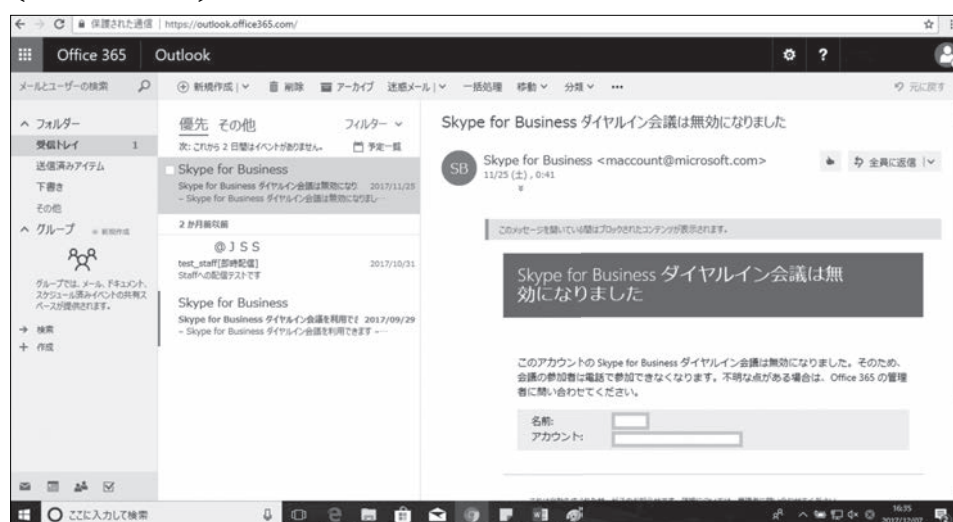 保護された通信 | https://outlook.office365.com/
Office 365 Outlook ?
メールとユーザーの検索
新規作成 | 削除 アーカイブ 迷惑メール | 一括処理 移動 分類 ••• 元に戻す
フォルダー
受信トレイ 1
送信済みアイテム
下書き
その他
グループ 新規作成
グループでは、メール、ドキュメント、
スケジュール済みイベントの共有ス
ペースが提供されます。
→ 検索
+ 作成
優先 その他 フィルター
次: これから 2 日間はイベントがありません。 予定一覧
Skype for Business
Skype for Business ダイヤルイン会議は無効になり 2017/11/25
– Skype for Business ダイヤルイン会議は無効になりまし…
2 か月前以前
@JSS
test_staff[即時配信] 2017/10/31
Staffへの配信テストです
Skype for Business
Skype for Business ダイヤルイン会議を利用でき 2017/09/29
– Skype for Business ダイヤルイン会議を利用できます –…
Skype for Business ダイヤルイン会議は無効になりました
SB
Skype for Business <maccount@microsoft.com>
11/25 (土), 0:41
全員に返信 |
このメッセージを開いている間はブロックされたコンテンツが表示されます。
Skype for Business ダイヤルイン会議は無
効になりました
このアカウントの Skype for Business ダイヤルイン会議は無効になりました。そのため、
会議の参加者は電話で参加できなくなります。不明な点がある場合は、Office 365 の管理
者に問い合わせてください。
名前:
アカウント:
ここに入力して検索
16:35
2017/12/07